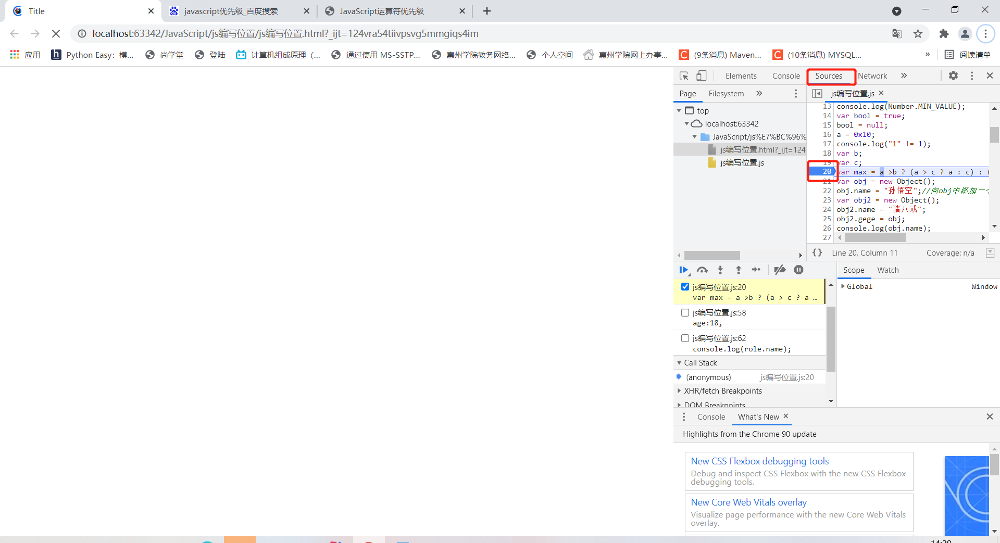 Title
javascript优先级_百度搜索
JavaScript运算符优先级
localhost:63342/JavaScript/js编写位置/js编写位置.html?_ijt=124vra54tiivpsvg5mmgiqs4im
应用
Python Easy：模...
尚学堂
登陆
计算机组成原理（...
通过使用 MS-SSTP...
惠州学院教务网络...
个人空间
惠州学院网上办事...
(9条消息) Maven...
(10条消息) MYSQL...
»
阅读清单
Elements Console Sources Network »
Page Filesystem »
js编写位置.js
top
localhost:63342
JavaScript/js%E7%BC%96%
js编写位置.html?_ijt=124
js编写位置.js
13 console.log(Number.MIN_VALUE);
14 var bool = true;
15 bool = null;
16 a = 0x10;
17 console.log("1" != 1);
18 var b;
19 var c;
20 var max = a >b ? (a > c ? a : c) : (
21 var obj = new Object();
22 obj.name = "孙悟空";//向obj中添加一个
23 var obj2 = new Object();
24 obj2.name = "猪八戒";
25 obj2.gege = obj;
26 console.log(obj.name);
27
{} Line 20, Column 11 Coverage: n/a
Scope Watch
js编写位置.js:20
var max = a >b ? (a > c ? a …
js编写位置.js:58
age:18,
js编写位置.js:62
console.log(role.name);
Call Stack
(anonymous) js编写位置.js:20
XHR/fetch Breakpoints
DOM Breakpoints
Global Window
Console What's New
Highlights from the Chrome 90 update
New CSS Flexbox debugging tools
Debug and inspect CSS Flexbox with the new CSS Flexbox
debugging tools.
New Core Web Vitals overlay
Visualize page performance with the new Core Web Vitals
overlay.